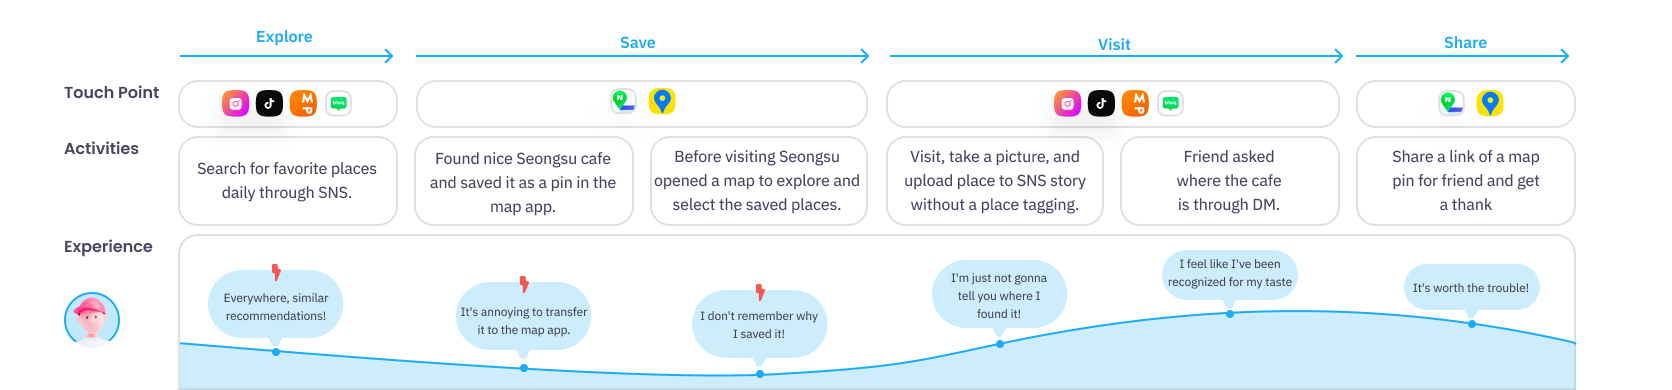 Explore
Save
Visit
Share
Touch Point
M
P
blog
N
M
P
blog
N
Activities
Search for favorite places
daily through SNS.
Found nice Seongsu cafe
and saved it as a pin in the
map app.
Before visiting Seongsu
opened a map to explore and
select the saved places.
Visit, take a picture, and
upload place to SNS story
without a place tagging.
Friend asked
where the cafe
is through DM.
Share a link of a map
pin for friend and get
a thank
Experience
Everywhere, similar
recommendations!
It's annoying to transfer
it to the map app.
I don't remember why
I saved it!
I'm just not gonna
tell you where I
found it!
I feel like I've been
recognized for my taste
It's worth the trouble!